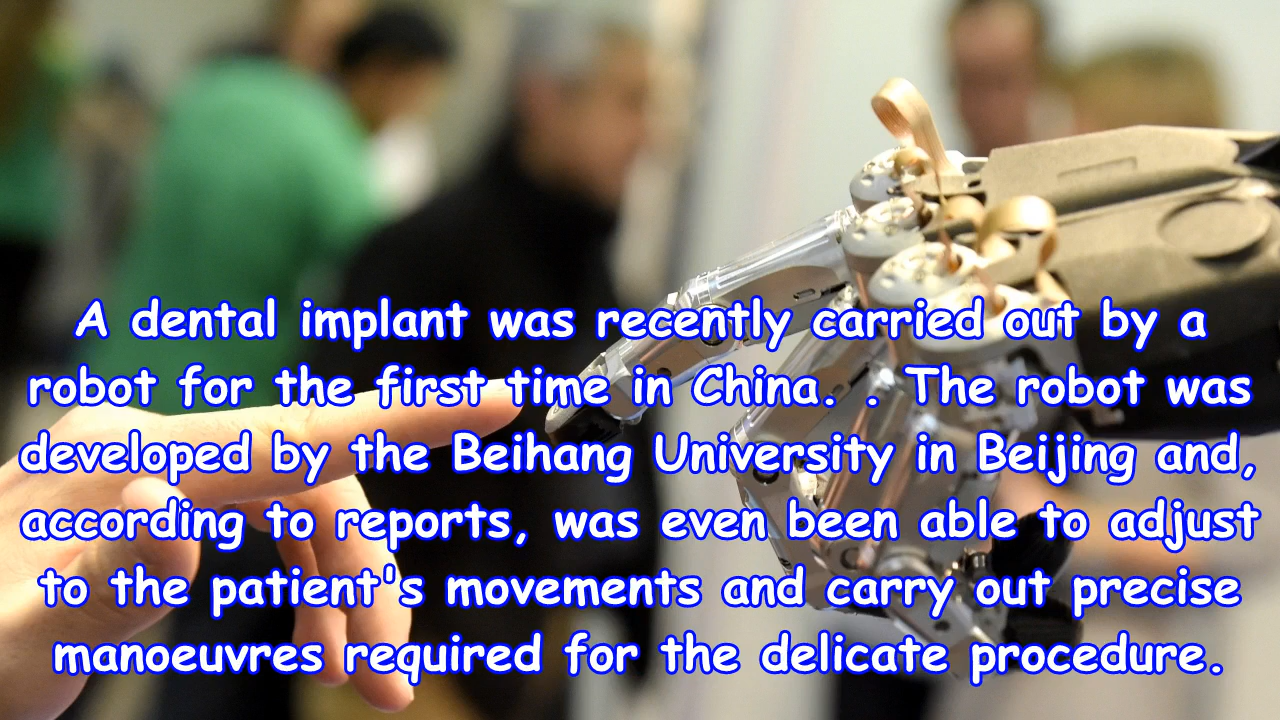 A dental implant was recently carried out by a
robot for the first time in China. . The robot was
developed by the Beihang University in Beijing and,
according to reports, was even been able to adjust
to the patient's movements and carry out precise
manoeuvres required for the delicate procedure.